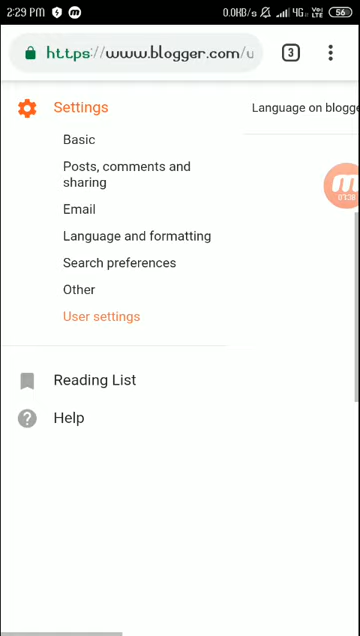 2:29 PM
0.0KB/s 4G VoLTE 56
https://www.blogger.com/u
3
Settings
Language on blogge
Basic
Posts, comments and
sharing
Email
Language and formatting
Search preferences
Other
User settings
Reading List
Help